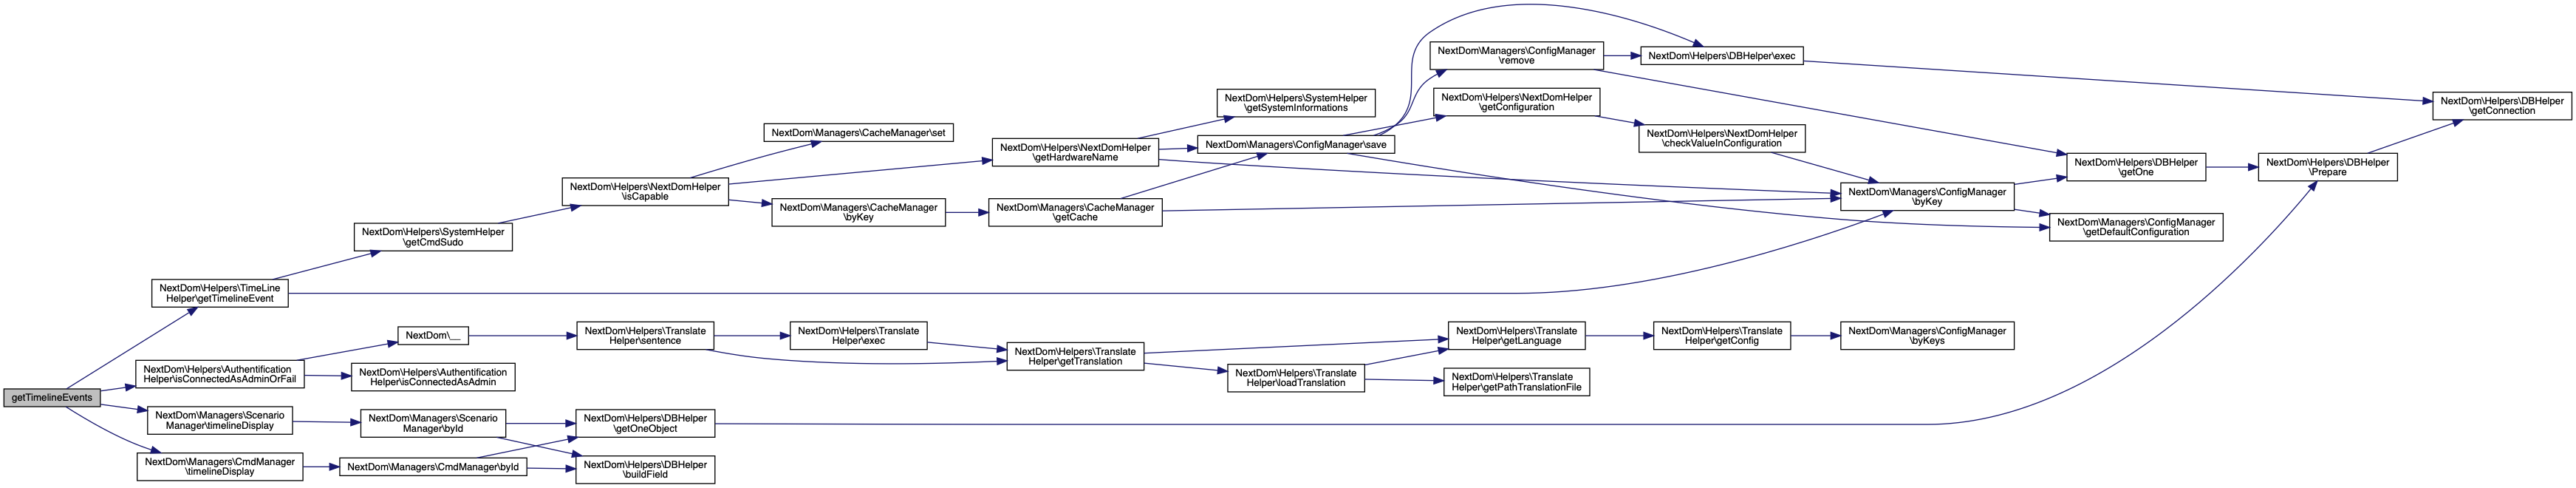 getTimelineEvents
NextDom\Helpers\TimeLine
Helper\getTimelineEvent
NextDom\Helpers\Authentification
Helper\isConnectedAsAdminOrFail
NextDom\Managers\Scenario
Manager\timelineDisplay
NextDom\Managers\CmdManager
\timelineDisplay
NextDom\Helpers\SystemHelper
\getCmdSudo
NextDom\__
NextDom\Helpers\Authentification
Helper\isConnectedAsAdmin
NextDom\Managers\Scenario
Manager\byId
NextDom\Managers\CmdManager\byId
NextDom\Helpers\NextDomHelper
\isCapable
NextDom\Helpers\Translate
Helper\sentence
NextDom\Helpers\DBHelper
\getOneObject
NextDom\Helpers\DBHelper
\buildField
NextDom\Managers\CacheManager\set
NextDom\Managers\CacheManager
\byKey
NextDom\Helpers\Translate
Helper\exec
NextDom\Helpers\NextDomHelper
\getHardwareName
NextDom\Managers\CacheManager
\getCache
NextDom\Helpers\Translate
Helper\getTranslation
NextDom\Helpers\SystemHelper
\getSystemInformations
NextDom\Managers\ConfigManager\save
NextDom\Helpers\Translate
Helper\loadTranslation
NextDom\Managers\ConfigManager
\remove
NextDom\Helpers\NextDomHelper
\getConfiguration
NextDom\Helpers\Translate
Helper\getLanguage
NextDom\Helpers\Translate
Helper\getPathTranslationFile
NextDom\Helpers\DBHelper\exec
NextDom\Helpers\NextDomHelper
\checkValueInConfiguration
NextDom\Helpers\Translate
Helper\getConfig
NextDom\Managers\ConfigManager
\byKey
NextDom\Managers\ConfigManager
\byKeys
NextDom\Helpers\DBHelper
\getOne
NextDom\Managers\ConfigManager
\getDefaultConfiguration
NextDom\Helpers\DBHelper
\Prepare
NextDom\Helpers\DBHelper
\getConnection